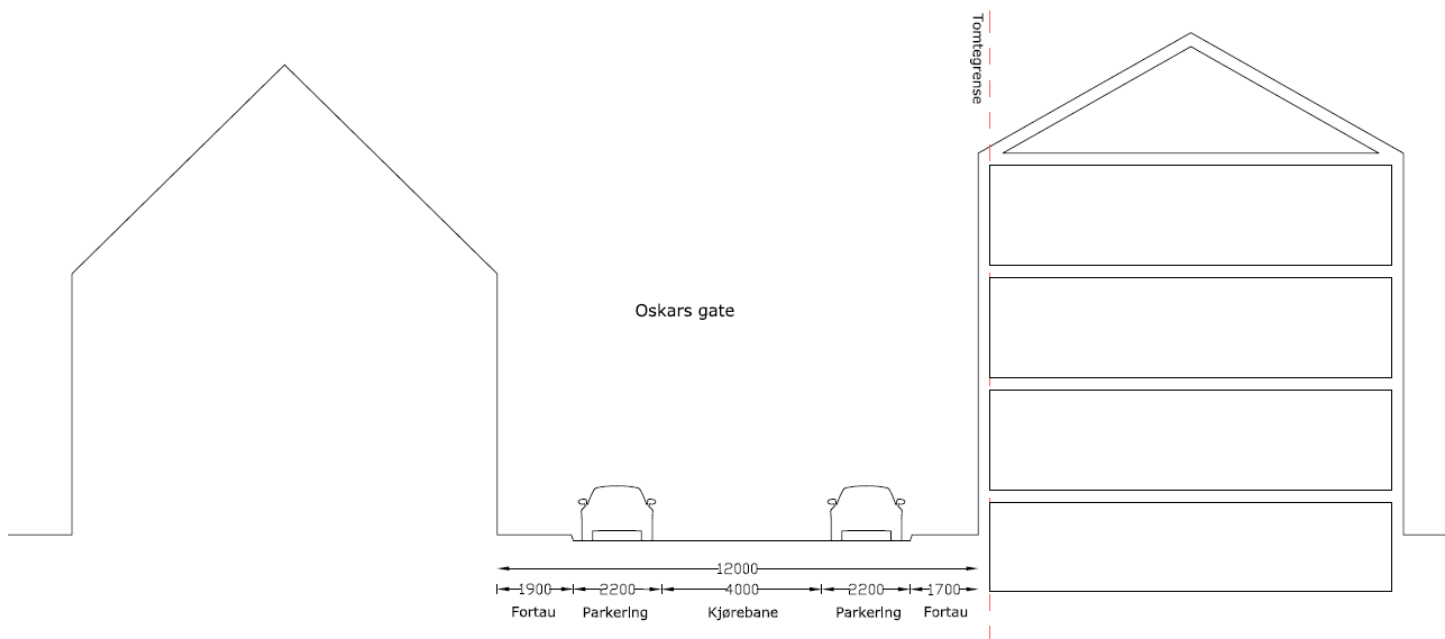 Tomtegrense
Oskars gate
12000
1900 2200 4000 2200 1700
Fortau Parkering Kjørebane Parkering Fortau